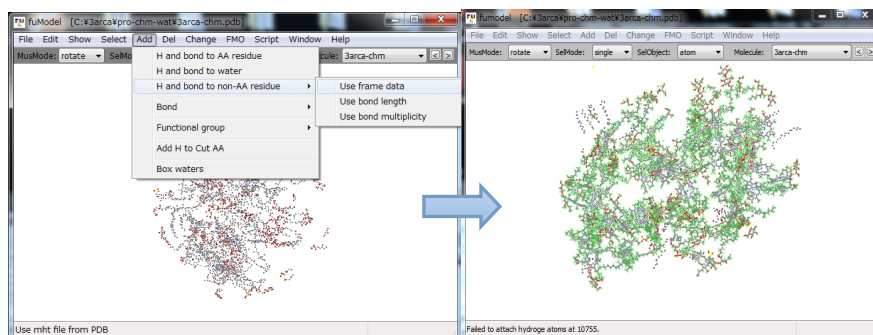 fuModel [C:¥3arca¥pro-chm-wat¥3arca-chm.pdb]
File Edit Show Select Add Del Change FMO Script Window Help
MusMode: rotate SelMo cule: 3arca-chm < >
H and bond to AA residue
H and bond to water
H and bond to non-AA residue
Use frame data
Use bond length
Use bond multiplicity
Bond
Functional group
Add H to Cut AA
Box waters
Use mht file from PDB
fumodel [C:¥3arca¥pro-chm-wat¥3arca-chm.pdb]
File Edit Show Select Add Del Change FMO Script Window Help
MusMode: rotate SelMode: single SelObject: atom Molecule: 3arca-chm < >
Failed to attach hydroge atoms at 10755.